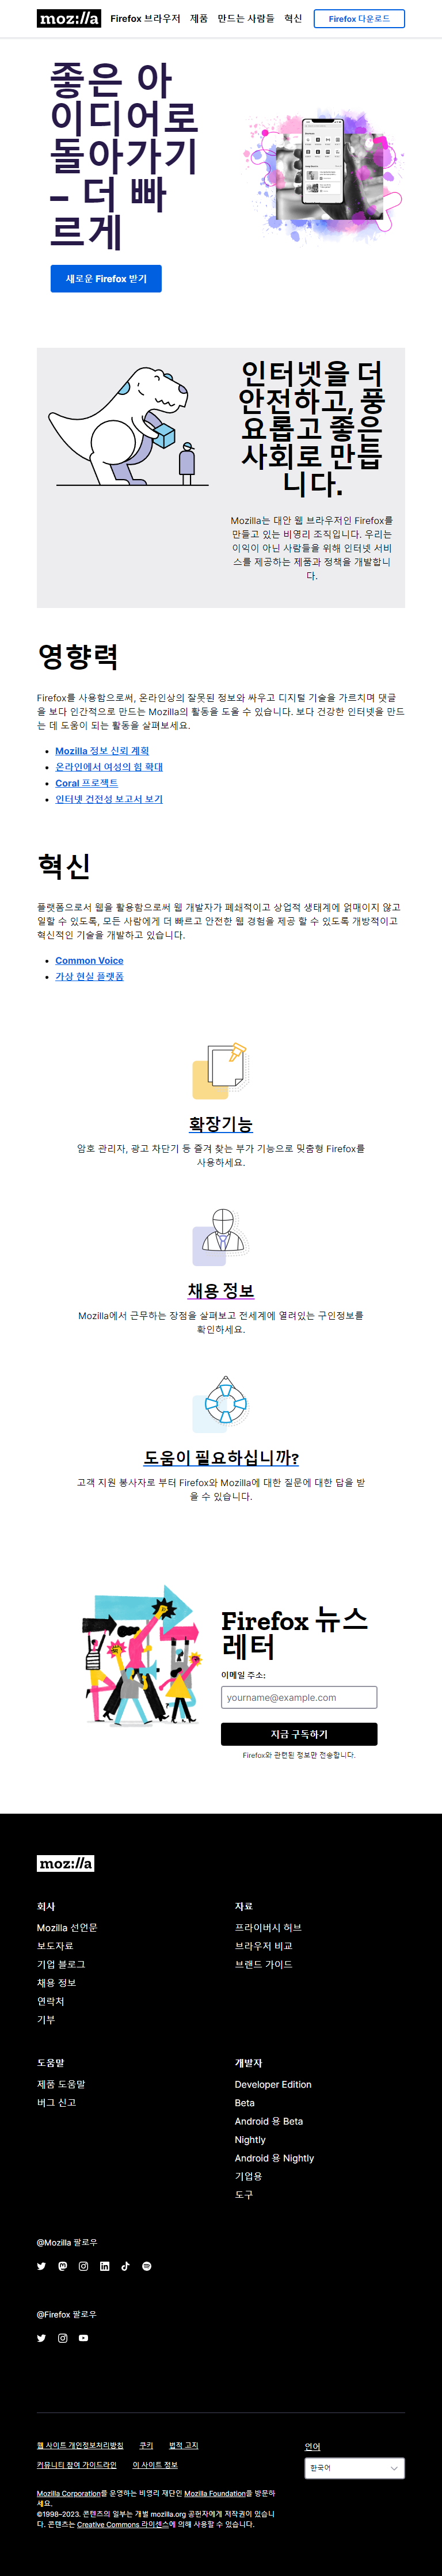 moz://a
Firefox 브라우저 제품 만드는 사람들 혁신 Firefox 다운로드
좋은 아
이디어로
돌아가기
– 더 빠
르게
새로운 Firefox 받기
인터넷을 더
안전하고, 풍
요롭고 좋은
사회로 만듭
니다.
Mozilla는 대안 웹 브라우저인 Firefox를
만들고 있는 비영리 조직입니다. 우리는
이익이 아닌 사람들을 위해 인터넷 서비
스를 제공하는 제품과 정책을 개발합니
다.
영향력
Firefox를 사용함으로써, 온라인상의 잘못된 정보와 싸우고 디지털 기술을 가르치며 댓글
을 보다 인간적으로 만드는 Mozilla의 활동을 도울 수 있습니다. 보다 건강한 인터넷을 만드
는 데 도움이 되는 활동을 살펴보세요.
Mozilla 정보 신뢰 계획
온라인에서 여성의 힘 확대
Coral 프로젝트
인터넷 건전성 보고서 보기
혁신
플랫폼으로서 웹을 활용함으로써 웹 개발자가 폐쇄적이고 상업적 생태계에 얽매이지 않고
일할 수 있도록, 모든 사람에게 더 빠르고 안전한 웹 경험을 제공 할 수 있도록 개방적이고
혁신적인 기술을 개발하고 있습니다.
Common Voice
가상 현실 플랫폼
확장기능
암호 관리자, 광고 차단기 등 즐겨 찾는 부가 기능으로 맞춤형 Firefox를
사용하세요.
채용 정보
Mozilla에서 근무하는 장점을 살펴보고 전세계에 열려있는 구인정보를
확인하세요.
도움이 필요하십니까?
고객 지원 봉사자로 부터 Firefox와 Mozilla에 대한 질문에 대한 답을 받
을 수 있습니다.
Firefox 뉴스
레터
이메일 주소:
yourname@example.com
지금 구독하기
Firefox와 관련된 정보만 전송합니다.
moz://a
회사
Mozilla 선언문
보도자료
기업 블로그
채용 정보
연락처
기부
자료
프라이버시 허브
브라우저 비교
브랜드 가이드
도움말
제품 도움말
버그 신고
개발자
Developer Edition
Beta
Android 용 Beta
Nightly
Android 용 Nightly
기업용
도구
@Mozilla 팔로우
@Firefox 팔로우
웹 사이트 개인정보처리방침 쿠키 법적 고지
커뮤니티 참여 가이드라인 이 사이트 정보
언어
한국어
Mozilla Corporation를 운영하는 비영리 재단인 Mozilla Foundation을 방문하
세요.
©1998–2023. 콘텐츠의 일부는 개별 mozilla.org 공헌자에게 저작권이 있습니
다. 콘텐츠는 Creative Commons 라이센스에 의해 사용할 수 있습니다.